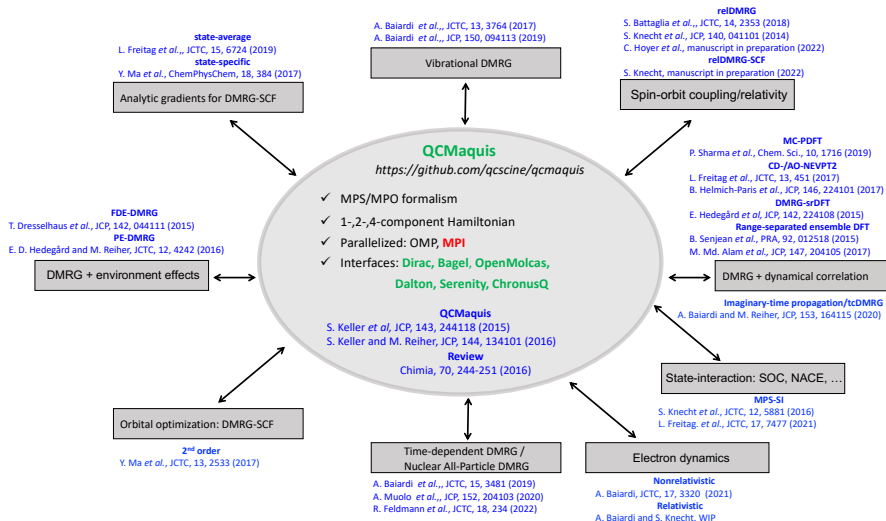 state-average
L. Freitag et al.,, JCTC, 15, 6724 (2019)
state-specific
Y. Ma et al., ChemPhysChem, 18, 384 (2017)
Analytic gradients for DMRG-SCF
A. Baiardi et al.,, JCTC, 13, 3764 (2017)
A. Baiardi et al.,, JCP, 150, 094113 (2019)
Vibrational DMRG
relDMRG
S. Battaglia et al., JCTC, 14, 2353 (2018)
S. Knecht et al., JCP, 140, 041101 (2014)
C. Hoyer et al., manuscript in preparation (2022)
relDMRG-SCF
S. Knecht, manuscript in preparation (2022)
Spin-orbit coupling/relativity
QCMaquis
https://github.com/qcscine/qcmaquis
✓ MPS/MPO formalism
✓ 1-,2-,4-component Hamiltonian
✓ Parallelized: OMP, MPI
✓ Interfaces: Dirac, Bagel, OpenMolcas,
Dalton, Serenity, ChronusQ
QCMaquis
S. Keller et al, JCP, 143, 244118 (2015)
S. Keller and M. Reiher, JCP, 144, 134101 (2016)
Review
Chimia, 70, 244-251 (2016)
FDE-DMRG
T. Dresselhaus et al., JCP, 142, 044111 (2015)
PE-DMRG
E. D. Hedegård and M. Reiher, JCTC, 12, 4242 (2016)
DMRG + environment effects
MC-PDFT
P. Sharma et al., Chem. Sci., 10, 1716 (2019)
CD-/AO-NEVPT2
L. Freitag et al., JCTC, 13, 451 (2017)
B. Helmich-Paris et al., JCP, 146, 224101 (2017)
DMRG-srDFT
E. Hedegård et al, JCP, 142, 224108 (2015)
Range-separated ensemble DFT
B. Senjean et al., PRA, 92, 012518 (2015)
M. Md. Alam et al., JCP, 147, 204105 (2017)
DMRG + dynamical correlation
Imaginary-time propagation/tcDMRG
A. Baiardi and M. Reiher, JCP, 153, 164115 (2020)
State-interaction: SOC, NACE, …
MPS-SI
S. Knecht et al., JCTC, 12, 5881 (2016)
L. Freitag. et al., JCTC, 17, 7477 (2021)
Orbital optimization: DMRG-SCF
2nd order
Y. Ma et al., JCTC, 13, 2533 (2017)
Time-dependent DMRG /
Nuclear All-Particle DMRG
A. Baiardi et al.,, JCTC, 15, 3481 (2019)
A. Muolo et al.,, JCP, 152, 204103 (2020)
R. Feldmann et al., JCTC, 18, 234 (2022)
Electron dynamics
Nonrelativistic
A. Baiardi, JCTC, 17, 3320 (2021)
Relativistic
A. Baiardi and S. Knecht, WIP